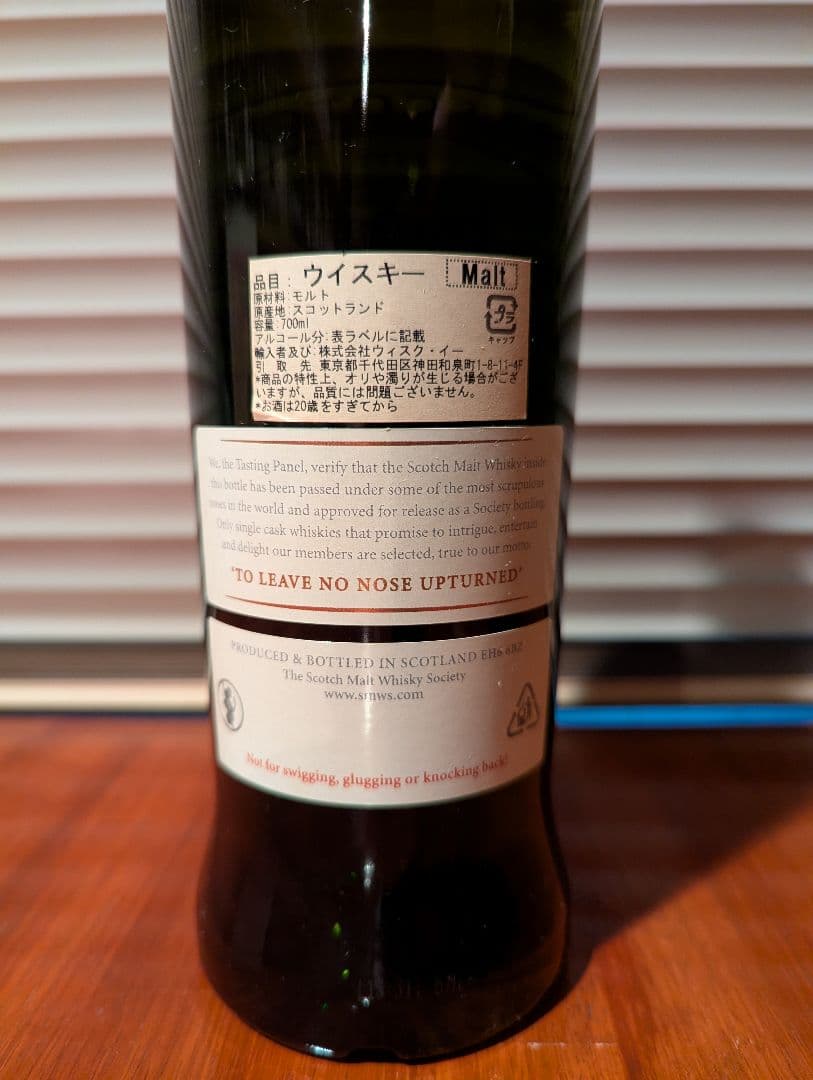 品目: ウイスキー Malt
原材料:モルト
原産地:スコットランド
容量:700ml
アルコール分:表ラベルに記載
輸入者及び:株式会社ウィスク・イー
引 取 先 東京都千代田区神田和泉町1-8-11-4F
*商品の特性上、オリや濁りが生じる場合がござ
いますが、品質には問題ございません。
*お酒は20歳をすぎてから
プラ
キャップ
We, the Tasting Panel, verify that the Scotch Malt Whisky inside
this bottle has been passed under some of the most scrupulous
noses in the world and approved for release as a Society bottling.
Only single cask whiskies that promise to intrigue, entertain
and delight our members are selected, true to our motto:
'TO LEAVE NO NOSE UPTURNED'
PRODUCED & BOTTLED IN SCOTLAND EH6 6BZ
The Scotch Malt Whisky Society
www.smws.com
Not for swigging, glugging or knocking back!